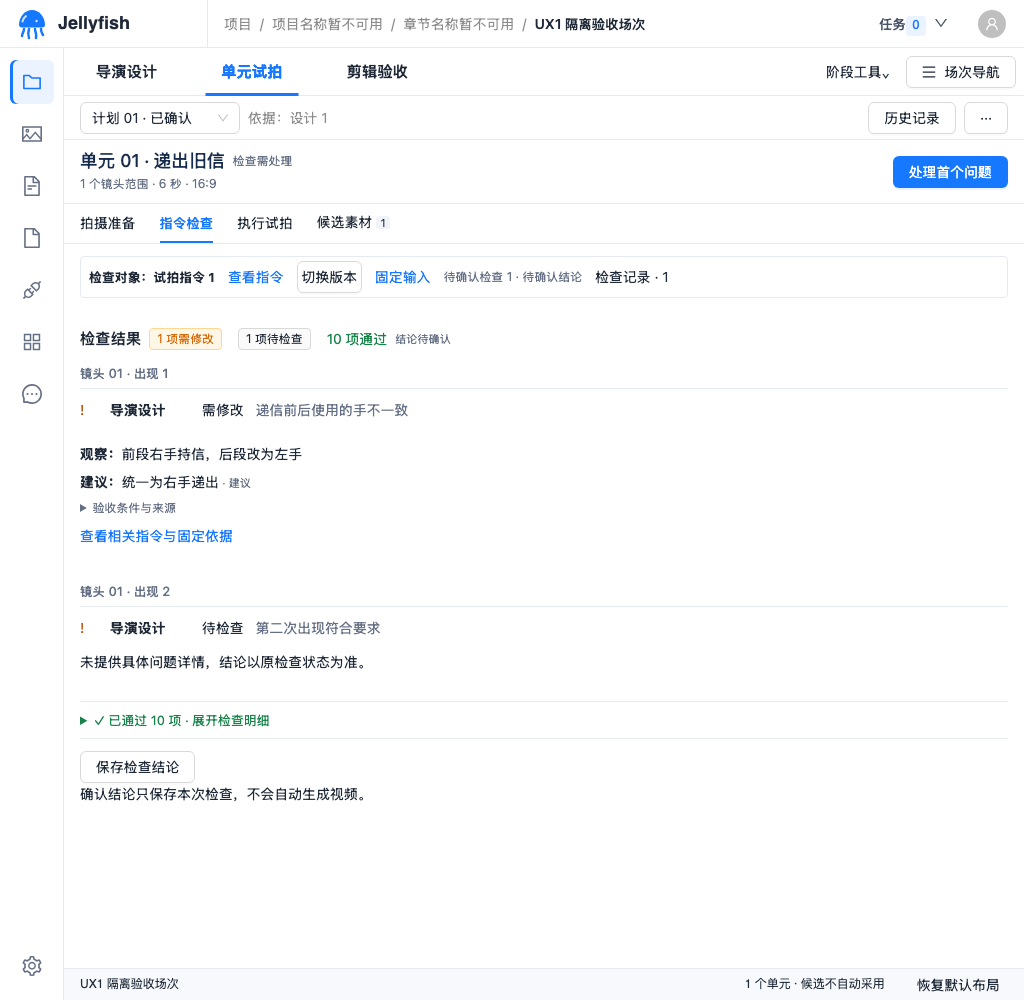 Jellyfish
项目 / 项目名称暂不可用 / 章节名称暂不可用 / UX1 隔离验收场次
任务 0
导演设计 单元试拍 剪辑验收
阶段工具
场次导航
计划 01 · 已确认
依据：设计 1
历史记录
...
单元 01 · 递出旧信 检查需处理
1 个镜头范围 · 6 秒 · 16:9
处理首个问题
拍摄准备 指令检查 执行试拍 候选素材 1
检查对象：试拍指令 1 查看指令 切换版本 固定输入 待确认检查 1 · 待确认结论 检查记录 · 1
检查结果 1 项需修改 1 项待检查 10 项通过 结论待确认
镜头 01 · 出现 1
! 导演设计 需修改 递信前后使用的手不一致
观察：前段右手持信，后段改为左手
建议：统一为右手递出 · 建议
验收条件与来源
查看相关指令与固定依据
镜头 01 · 出现 2
! 导演设计 待检查 第二次出现符合要求
未提供具体问题详情，结论以原检查状态为准。
✓ 已通过 10 项 · 展开检查明细
保存检查结论
确认结论只保存本次检查，不会自动生成视频。
UX1 隔离验收场次
1 个单元 · 候选不自动采用
恢复默认布局